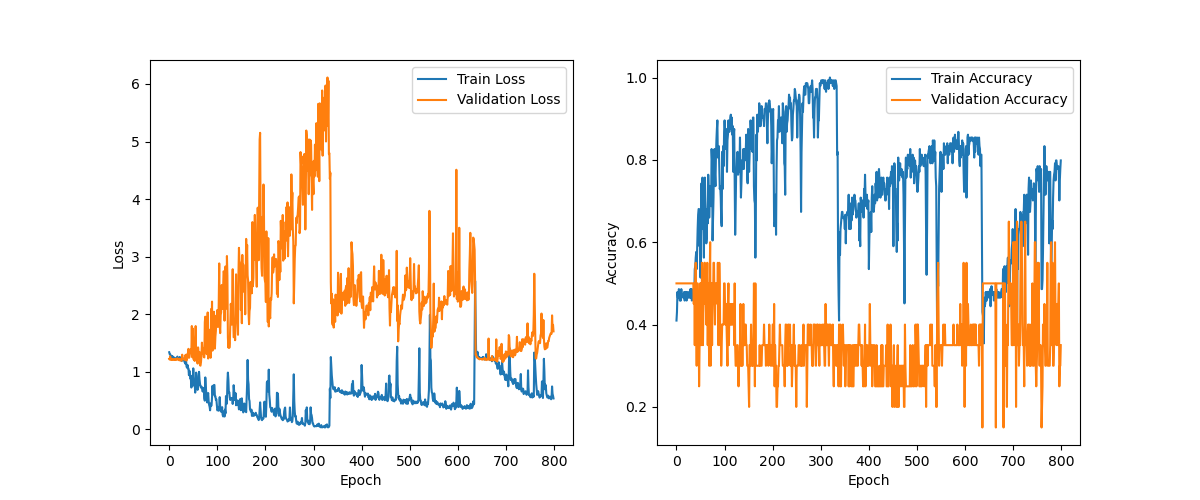 Train Loss
Validation Loss
6
5
4
3
2
1
0
Loss
0 100 200 300 400 500 600 700 800
Epoch
Train Accuracy
Validation Accuracy
1.0
0.8
0.6
0.4
0.2
Accuracy
0 100 200 300 400 500 600 700 800
Epoch